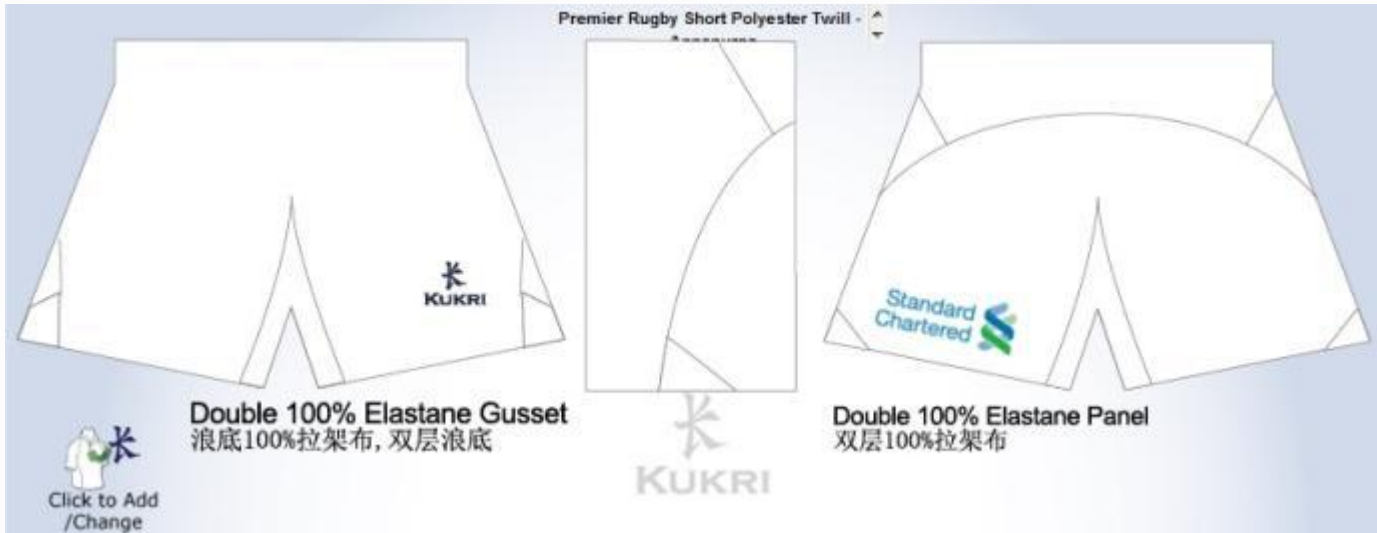 Premier Rugby Short Polyester Twill -
KUKRI
Standard
Chartered
Double 100% Elastane Gusset
浪底100%拉架布, 双层浪底
Double 100% Elastane Panel
双层100%拉架布
长
KUKRI
Click to Add
/Change